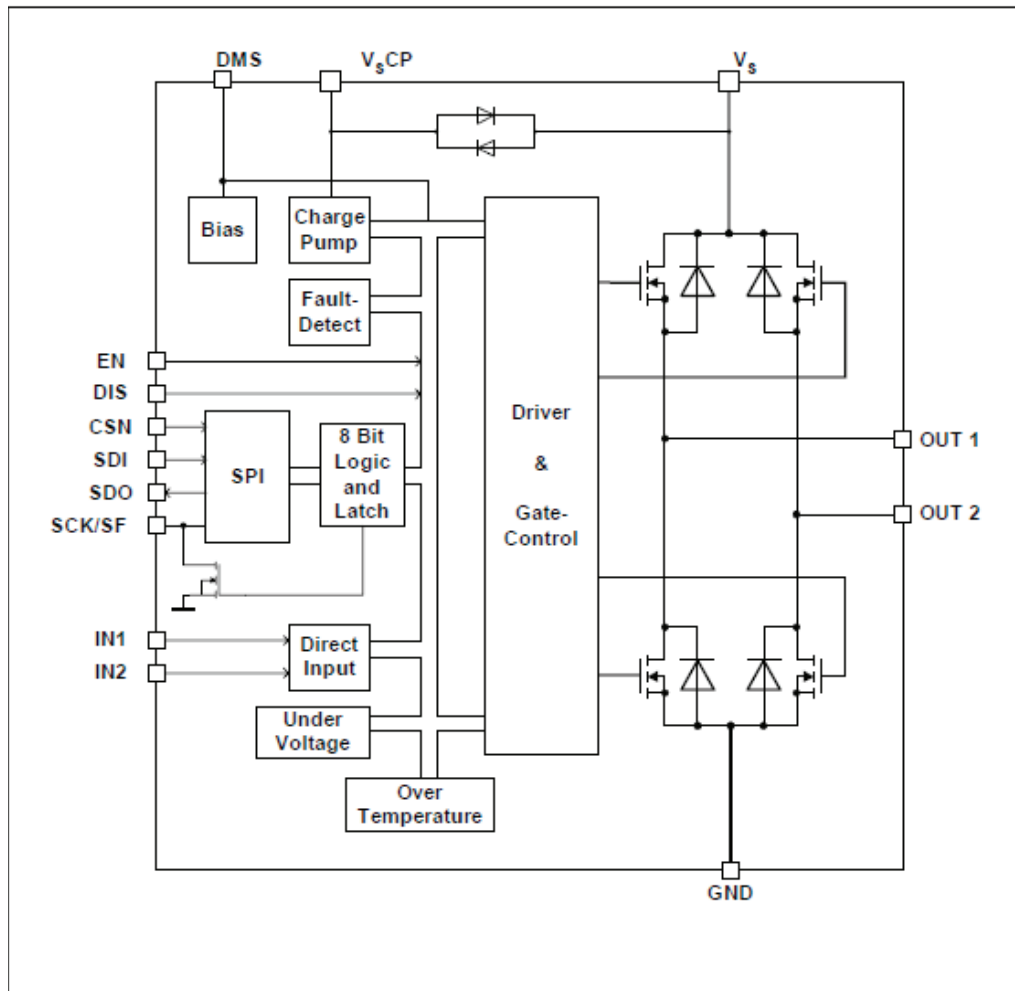 DMS
VSCP
VS
Bias
Charge
Pump
Fault-
Detect
EN
DIS
CSN
SDI
SDO
SCK/SF
SPI
8 Bit
Logic
and
Latch
Driver
&
Gate-
Control
OUT 1
OUT 2
IN1
IN2
Direct
Input
Under
Voltage
Over
Temperature
GND